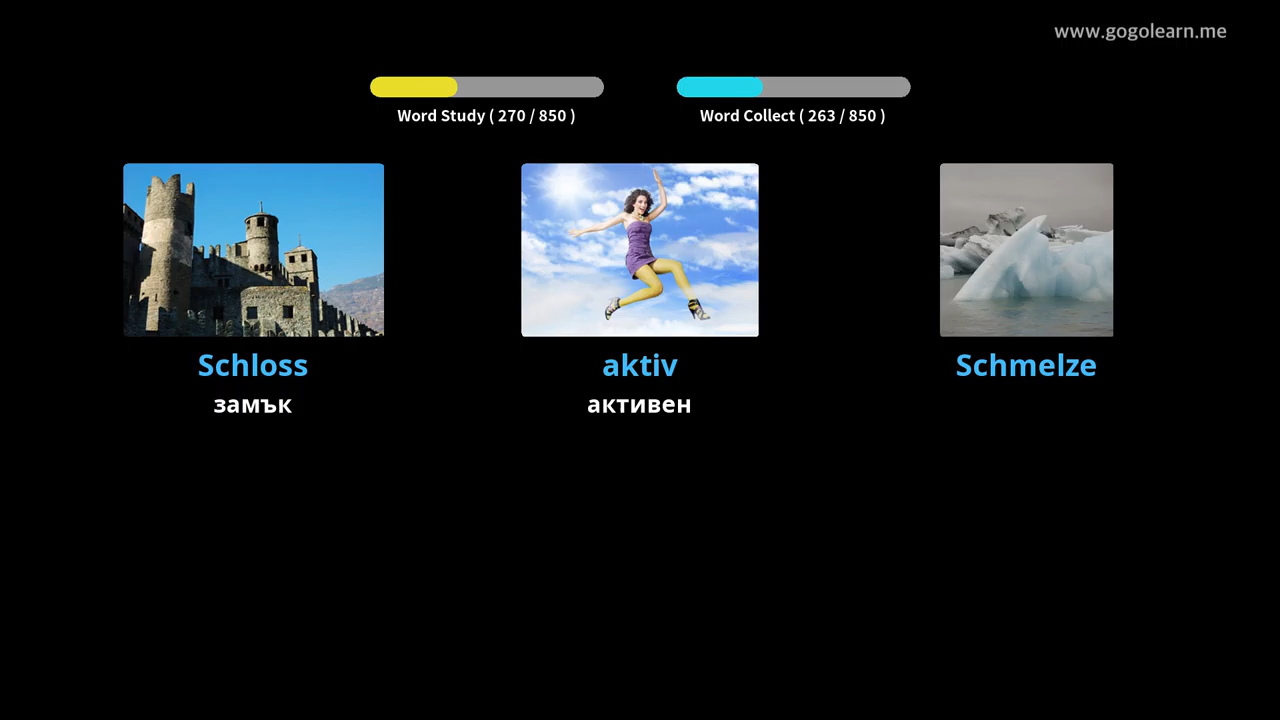 www.gogolearn.me
Word Study ( 270 / 850 )
Word Collect ( 263 / 850 )
Schloss
замък
aktiv
активен
Schmelze